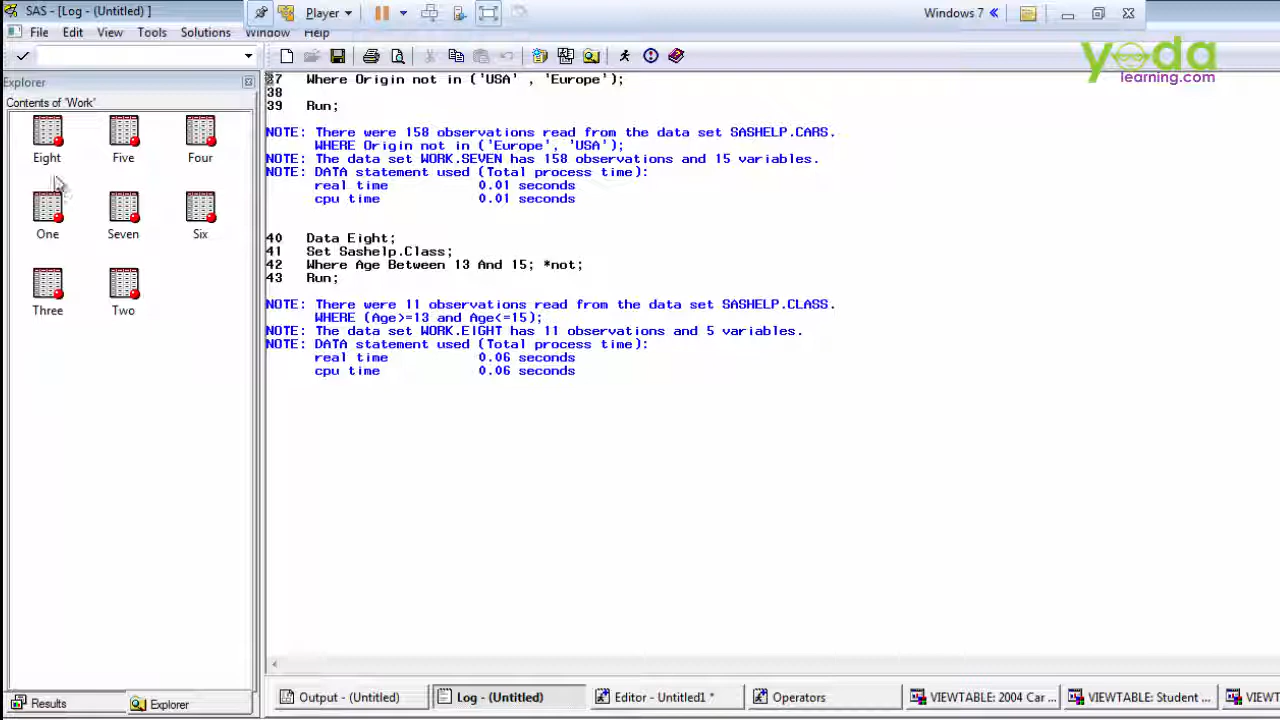 SAS - [Log - (Untitled) ]
Player
Windows 7
File Edit View Tools Solutions Window Help
yoda
learning.com
Explorer
Contents of 'Work'
Eight Five Four
One Seven Six
Three Two
37 Where Origin not in ('USA' , 'Europe');
38
39 Run;
NOTE: There were 158 observations read from the data set SASHELP.CARS.
WHERE Origin not in ('Europe', 'USA');
NOTE: The data set WORK.SEVEN has 158 observations and 15 variables.
NOTE: DATA statement used (Total process time):
real time 0.01 seconds
cpu time 0.01 seconds
40 Data Eight;
41 Set Sashelp.Class;
42 Where Age Between 13 And 15; *not;
43 Run;
NOTE: There were 11 observations read from the data set SASHELP.CLASS.
WHERE (Age>=13 and Age<=15);
NOTE: The data set WORK.EIGHT has 11 observations and 5 variables.
NOTE: DATA statement used (Total process time):
real time 0.06 seconds
cpu time 0.06 seconds
Results Explorer
Output - (Untitled) Log - (Untitled) Editor - Untitled1 * Operators VIEWTABLE: 2004 Car ... VIEWTABLE: Student ... VIEWT